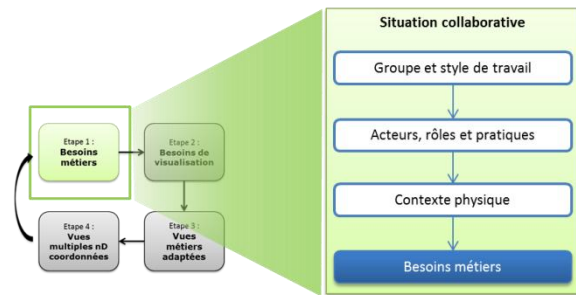 Situation collaborative
Groupe et style de travail
Acteurs, rôles et pratiques
Contexte physique
Besoins métiers
Etape 1 :
Besoins
métiers
Etape 2 :
Besoins de
visualisation
Etape 3 :
Vues
métiers
adaptées
Etape 4 :
Vues
multiples nD
coordonnées